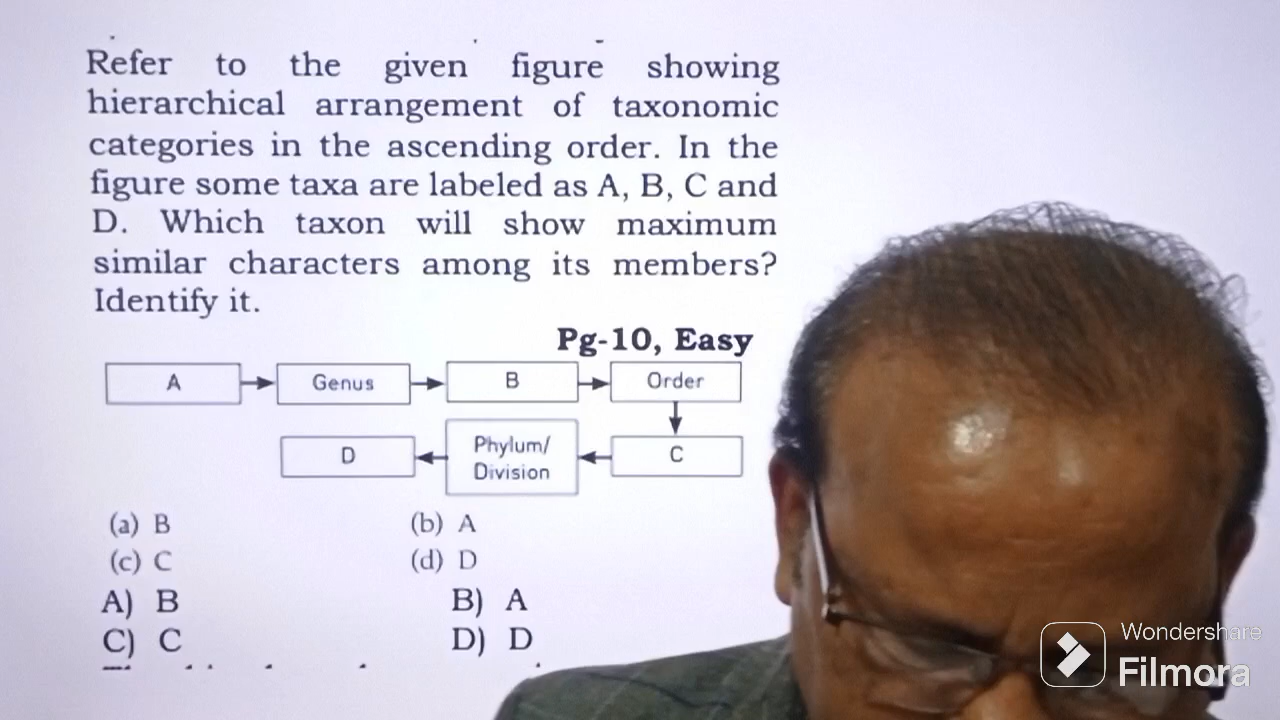 Refer to the given figure showing
hierarchical arrangement of taxonomic
categories in the ascending order. In the
figure some taxa are labeled as A, B, C and
D. Which taxon will show maximum
similar characters among its members?
Identify it.
Pg-10, Easy
A
Genus
B
Order
D
Phylum/
Division
C
(a) B
(b) A
(c) C
(d) D
A) B
B) A
C) C
D) D
Wondershare
Filmora